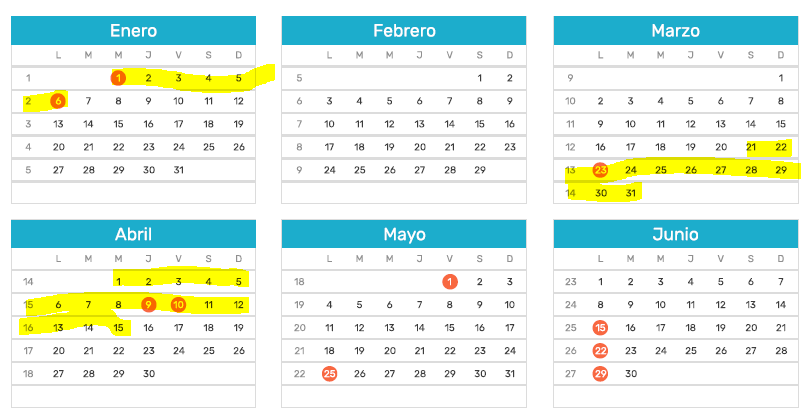 Enero
L M M J V S D
1 1 2 3 4 5
2 6 7 8 9 10 11 12
3 13 14 15 16 17 18 19
4 20 21 22 23 24 25 26
5 27 28 29 30 31
Febrero
L M M J V S D
5 1 2
6 3 4 5 6 7 8 9
7 10 11 12 13 14 15 16
8 17 18 19 20 21 22 23
9 24 25 26 27 28 29
Marzo
L M M J V S D
9 1
10 2 3 4 5 6 7 8
11 9 10 11 12 13 14 15
12 16 17 18 19 20 21 22
13 23 24 25 26 27 28 29
14 30 31
Abril
L M M J V S D
14 1 2 3 4 5
15 6 7 8 9 10 11 12
16 13 14 15 16 17 18 19
17 20 21 22 23 24 25 26
18 27 28 29 30
Mayo
L M M J V S D
18 1 2 3
19 4 5 6 7 8 9 10
20 11 12 13 14 15 16 17
21 18 19 20 21 22 23 24
22 25 26 27 28 29 30 31
Junio
L M M J V S D
23 1 2 3 4 5 6 7
24 8 9 10 11 12 13 14
25 15 16 17 18 19 20 21
26 22 23 24 25 26 27 28
27 29 30